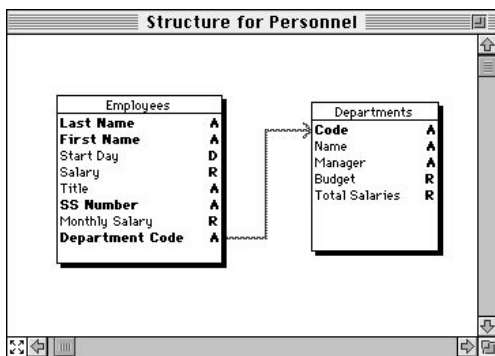 Structure for Personnel
Employees
Last Name A
First Name A
Start Day D
Salary R
Title A
SS Number A
Monthly Salary R
Department Code A
Departments
Code A
Name A
Manager A
Budget R
Total Salaries R